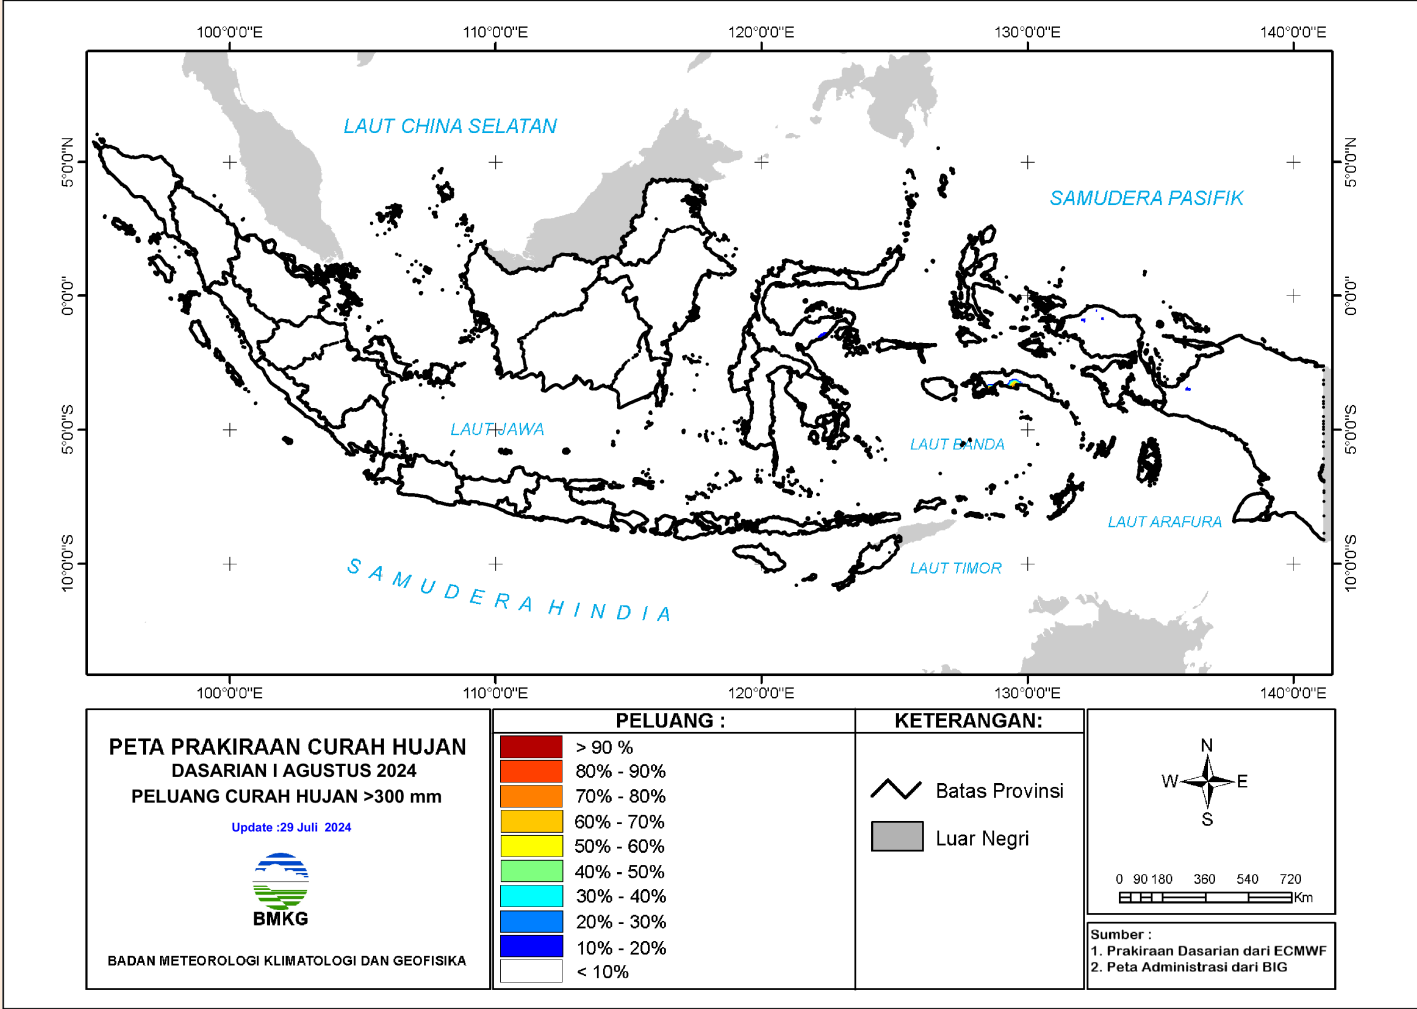 100°0'0"E 110°0'0"E 120°0'0"E 130°0'0"E 140°0'0"E
LAUT CHINA SELATAN
5°0'0"N 5°0'0"N
SAMUDERA PASIFIK
0°0'0" 0°0'0"
LAUT JAWA
5°0'0"S 5°0'0"S
LAUT BANDA
LAUT ARAFURA
10°0'0"S 10°0'0"S
LAUT TIMOR
SAMUDERA HINDIA
100°0'0"E 110°0'0"E 120°0'0"E 130°0'0"E 140°0'0"E
PETA PRAKIRAAN CURAH HUJAN
DASARIAN I AGUSTUS 2024
PELUANG CURAH HUJAN >300 mm
Update :29 Juli 2024
BMKG
BADAN METEOROLOGI KLIMATOLOGI DAN GEOFISIKA
PELUANG :
> 90 %
80% - 90%
70% - 80%
60% - 70%
50% - 60%
40% - 50%
30% - 40%
20% - 30%
10% - 20%
< 10%
KETERANGAN:
Batas Provinsi
Luar Negri
N
W E
S
0 90 180 360 540 720
Km
Sumber :
1. Prakiraan Dasarian dari ECMWF
2. Peta Administrasi dari BIG